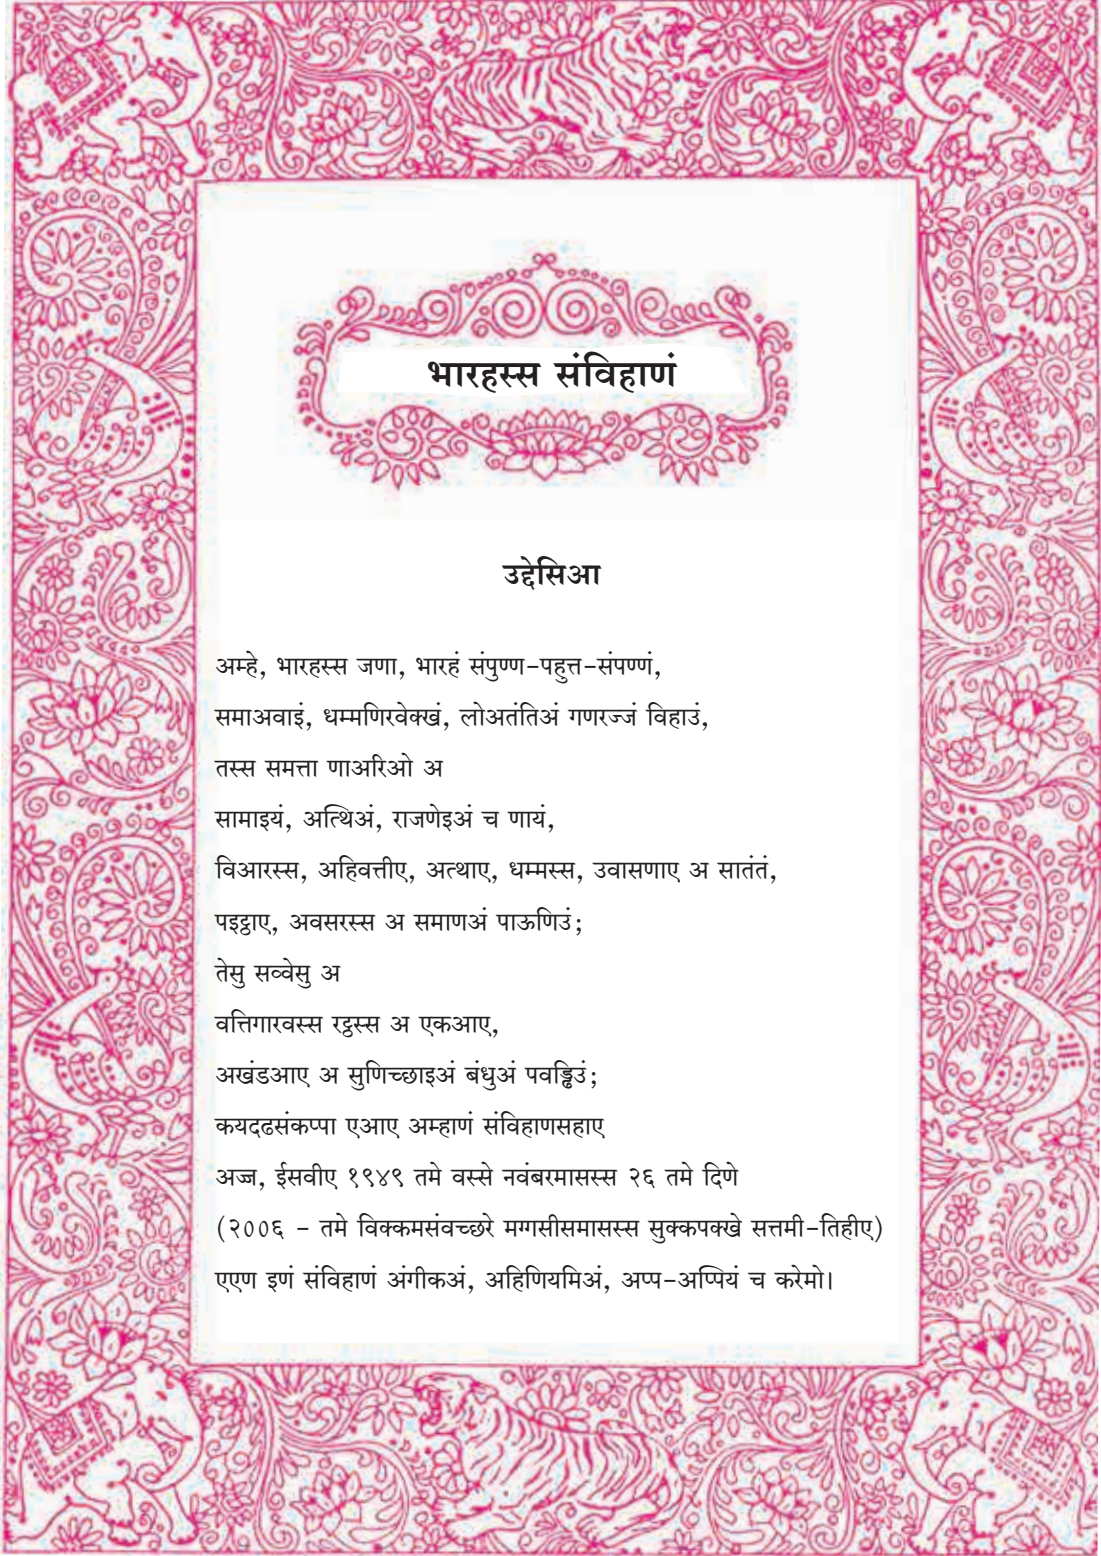 भारहस्स संविहाणं
उद्देसिआ
अम्हे, भारहस्स जणा, भारहं संपुण्ण-पहुत्त-संपण्णं,
समाअवाइं, धम्मणिरवेक्खं, लोअतंतिअं गणरज्जं विहाउं,
तस्स समत्ता णाअरिओ अ
सामाइयं, अत्थिअं, राजणेइअं च णायं,
विआरस्स, अहिवत्तीए, अत्थाए, धम्मस्स, उवासणाए अ सातंतं,
पइट्ठाए, अवसरस्स अ समाणअं पाऊणिउं;
तेसु सव्वेसु अ
वत्तिगारवस्स रट्ठस्स अ एकआए,
अखंडआए अ सुणिच्छाइअं बंधुअं पवड्ढिउं;
कयदढसंकप्पा एआए अम्हाणं संविहाणसहाए
अज्ज, ईसवीए १९४९ तमे वस्से नवंबरमासस्स २६ तमे दिणे
(२००६ - तमे विक्कमसंवच्छरे मग्गसीसमासस्स सुक्कपक्खे सत्तमी-तिहीए)
एएण इणं संविहाणं अंगीकअं, अहिणियमिअं, अप्प-अप्पियं च करेमो।